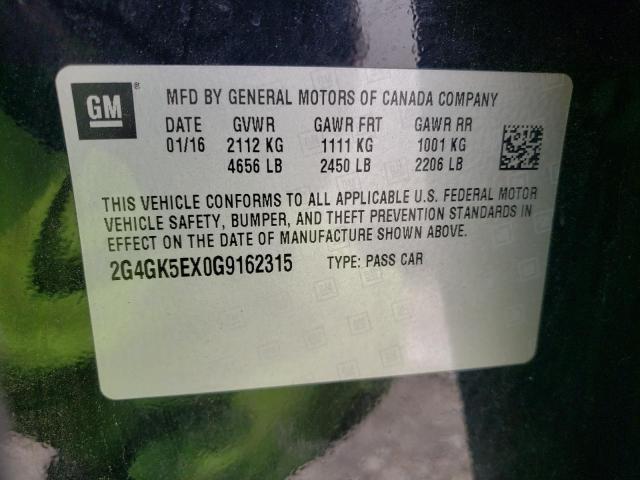 GM ®
MFD BY GENERAL MOTORS OF CANADA COMPANY
DATE GVWR GAWR FRT GAWR RR
01/16 2112 KG 1111 KG 1001 KG
4656 LB 2450 LB 2206 LB
THIS VEHICLE CONFORMS TO ALL APPLICABLE U.S. FEDERAL MOTOR
VEHICLE SAFETY, BUMPER, AND THEFT PREVENTION STANDARDS IN
EFFECT ON THE DATE OF MANUFACTURE SHOWN ABOVE.
2G4GK5EX0G9162315 TYPE: PASS CAR